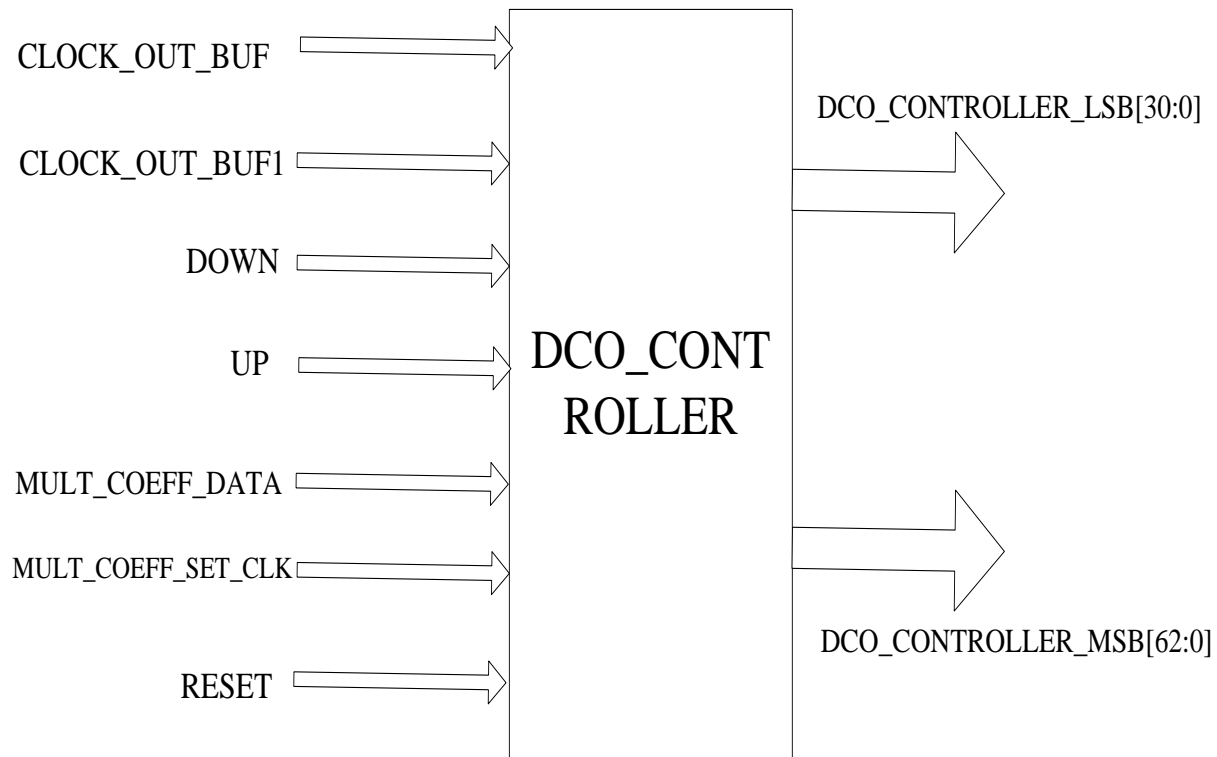 CLOCK_OUT_BUF
CLOCK_OUT_BUF1
DOWN
UP
MULT_COEFF_DATA
MULT_COEFF_SET_CLK
RESET
DCO_CONT
ROLLER
DCO_CONTROLLER_LSB[30:0]
DCO_CONTROLLER_MSB[62:0]